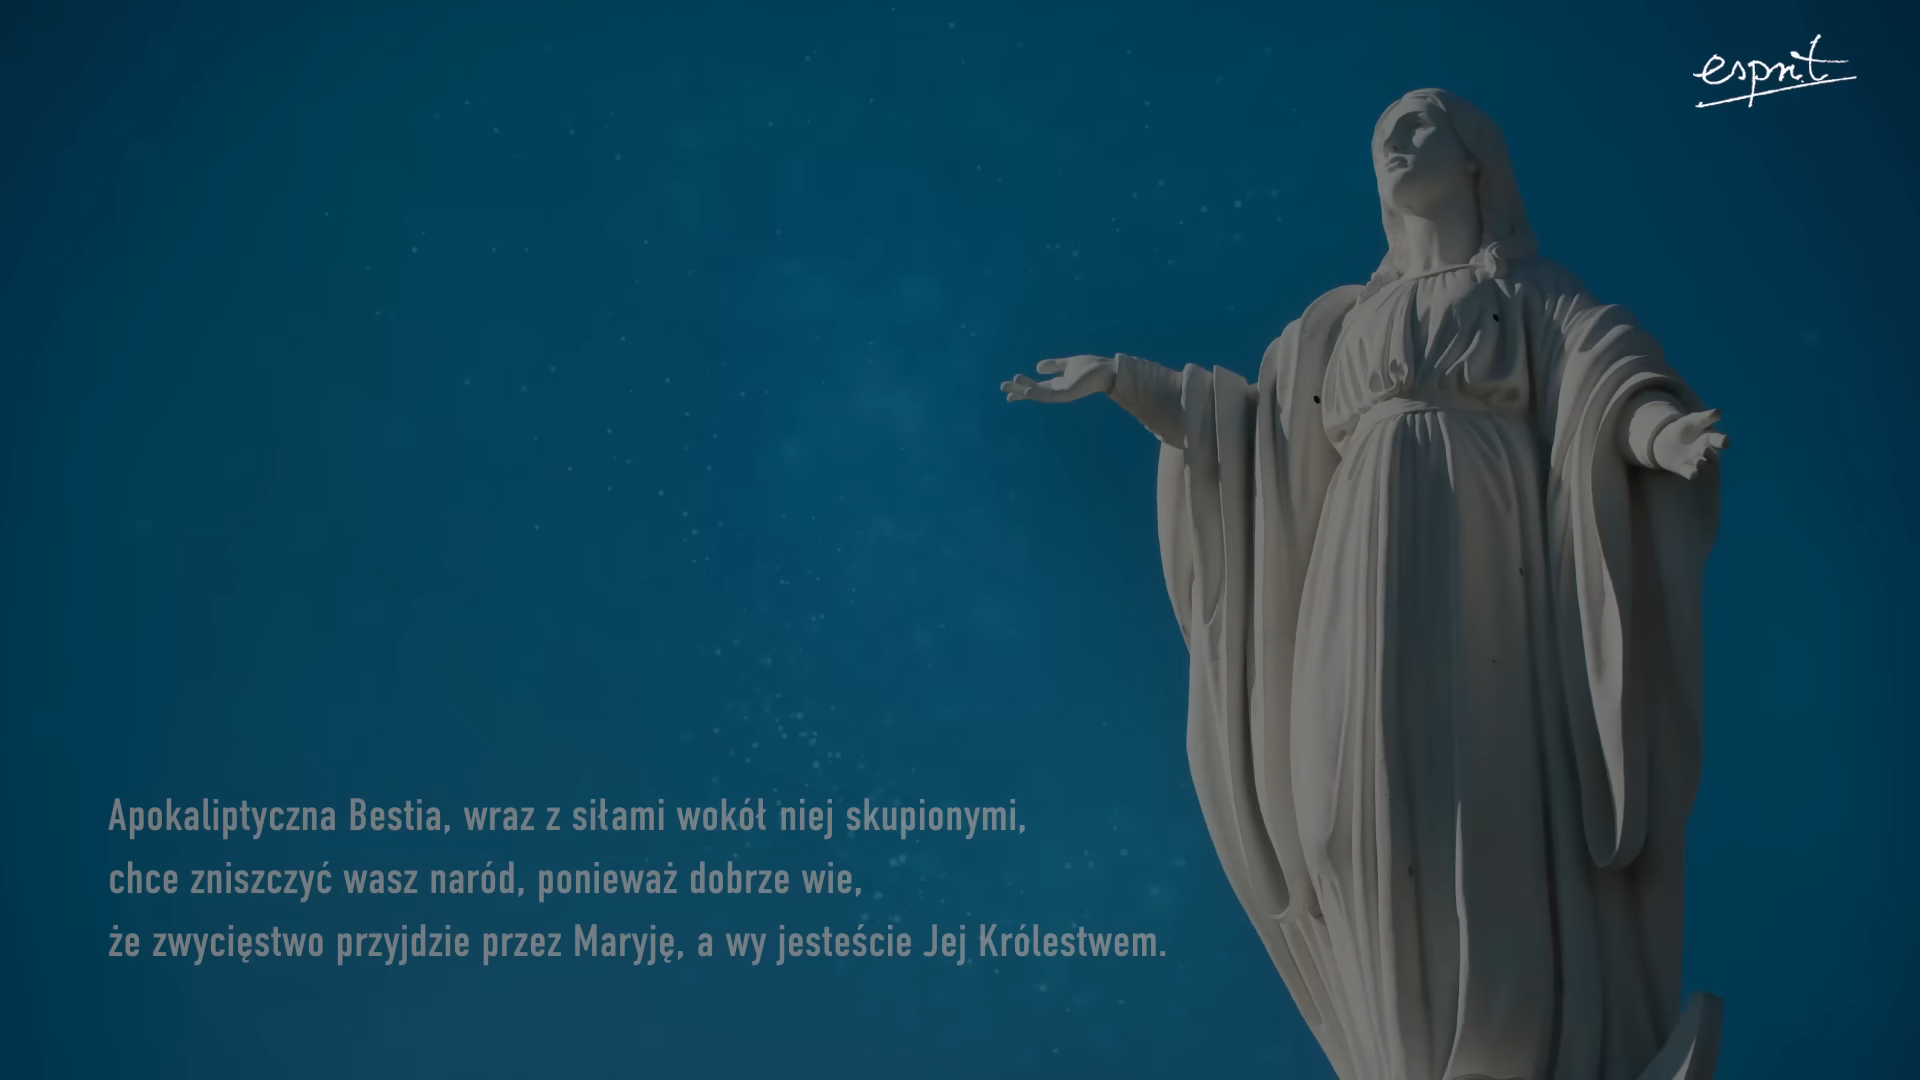 esprit
Apokaliptyczna Bestia, wraz z siłami wokół niej skupionymi,
chce zniszczyć wasz naród, ponieważ dobrze wie,
że zwycięstwo przyjdzie przez Maryję, a wy jesteście Jej Królestwem.